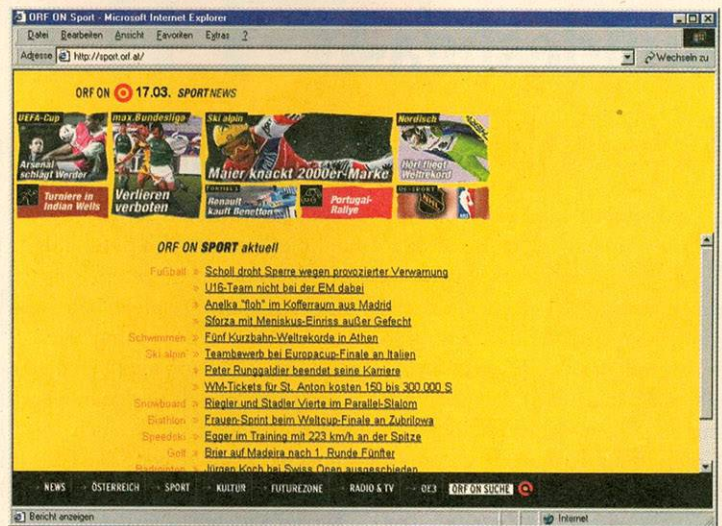 ORF ON Sport - Microsoft Internet Explorer
Datei Bearbeiten Ansicht Favoriten Extras ?
Adresse http://sport.orf.at/ Wechseln zu
ORF ON 17.03. SPORTNEWS
UEFA-Cup
Arsenal
schlägt Werder
max.Bundesliga
Verlieren
verboten
Ski alpin
Maier knackt 2000er-Marke
Nordisch
Hörl fliegt
Weltrekord
Turniere in
Indian Wells
FORMEL 1
Renault
kauft Benetton
Portugal-
Rallye
US-SPORT
ORF ON SPORT aktuell
Fußball » Scholl droht Sperre wegen provozierter Verwarnung
» U16-Team nicht bei der EM dabei
» Anelka "floh" im Kofferraum aus Madrid
» Sforza mit Meniskus-Einriss außer Gefecht
Schwimmen » Fünf Kurzbahn-Weltrekorde in Athen
Ski alpin » Teambewerb bei Europacup-Finale an Italien
» Peter Runggaldier beendet seine Karriere
» WM-Tickets für St. Anton kosten 150 bis 300 000 S
Snowboard » Riegler und Stadler Vierte im Parallel-Slalom
Biathlon » Frauen-Sprint beim Weltcup-Finale an Zubrilowa
Speedski » Egger im Training mit 223 km/h an der Spitze
Golf » Brier auf Madeira nach 1. Runde Fünfter
Badminton » Jürgen Koch bei Swiss Open ausgeschieden
NEWS ÖSTERREICH SPORT KULTUR FUTUREZONE RADIO & TV OE3 ORF ON SUCHE
Bericht anzeigen Internet